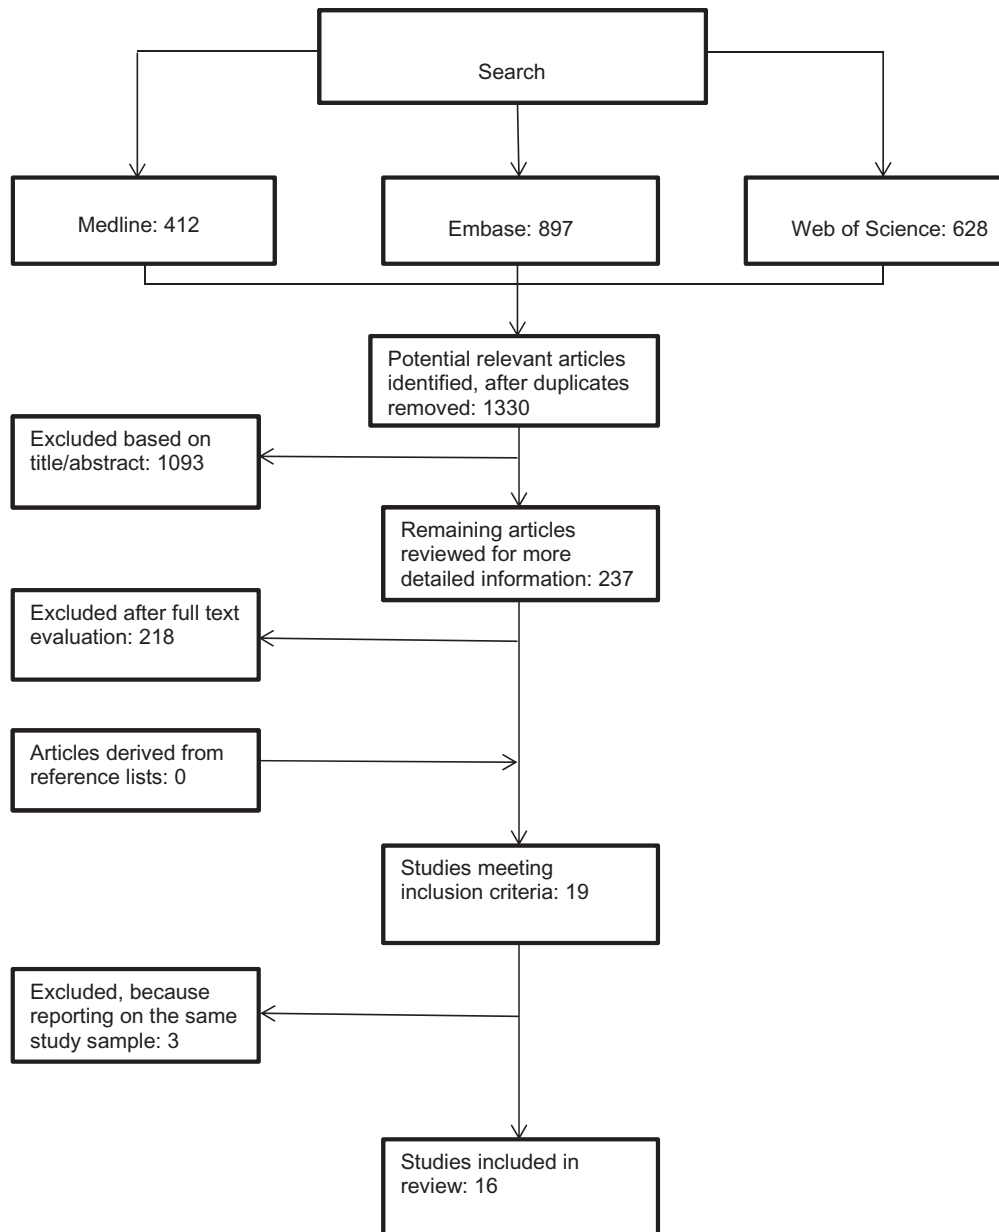 Search
Medline: 412
Embase: 897
Web of Science: 628
Potential relevant articles
identified, after duplicates
removed: 1330
Excluded based on
title/abstract: 1093
Remaining articles
reviewed for more
detailed information: 237
Excluded after full text
evaluation: 218
Articles derived from
reference lists: 0
Studies meeting
inclusion criteria: 19
Excluded, because
reporting on the same
study sample: 3
Studies included in
review: 16